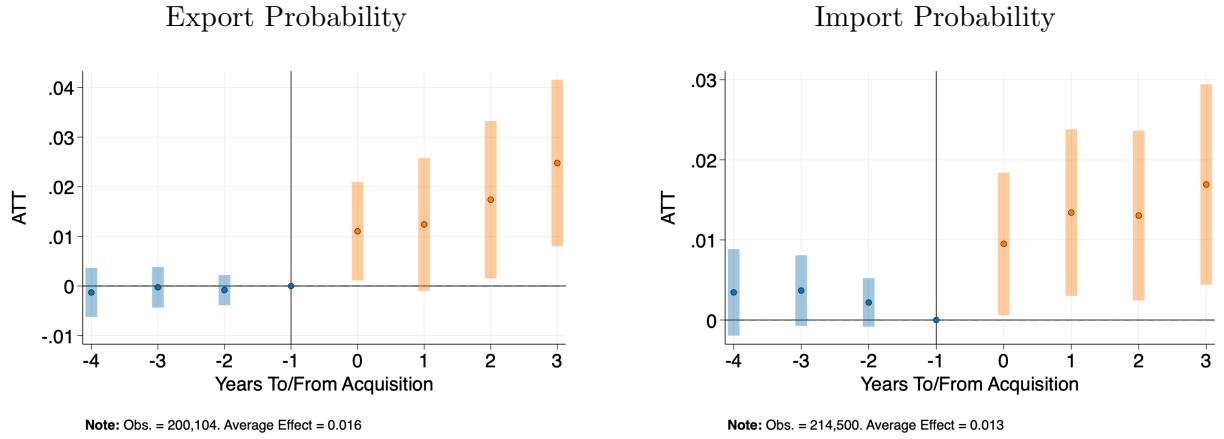 Export Probability
ATT
.04
.03
.02
.01
0
-.01
-4 -3 -2 -1 0 1 2 3
Years To/From Acquisition
Note: Obs. = 200,104. Average Effect = 0.016
Import Probability
ATT
.03
.02
.01
0
-4 -3 -2 -1 0 1 2 3
Years To/From Acquisition
Note: Obs. = 214,500. Average Effect = 0.013